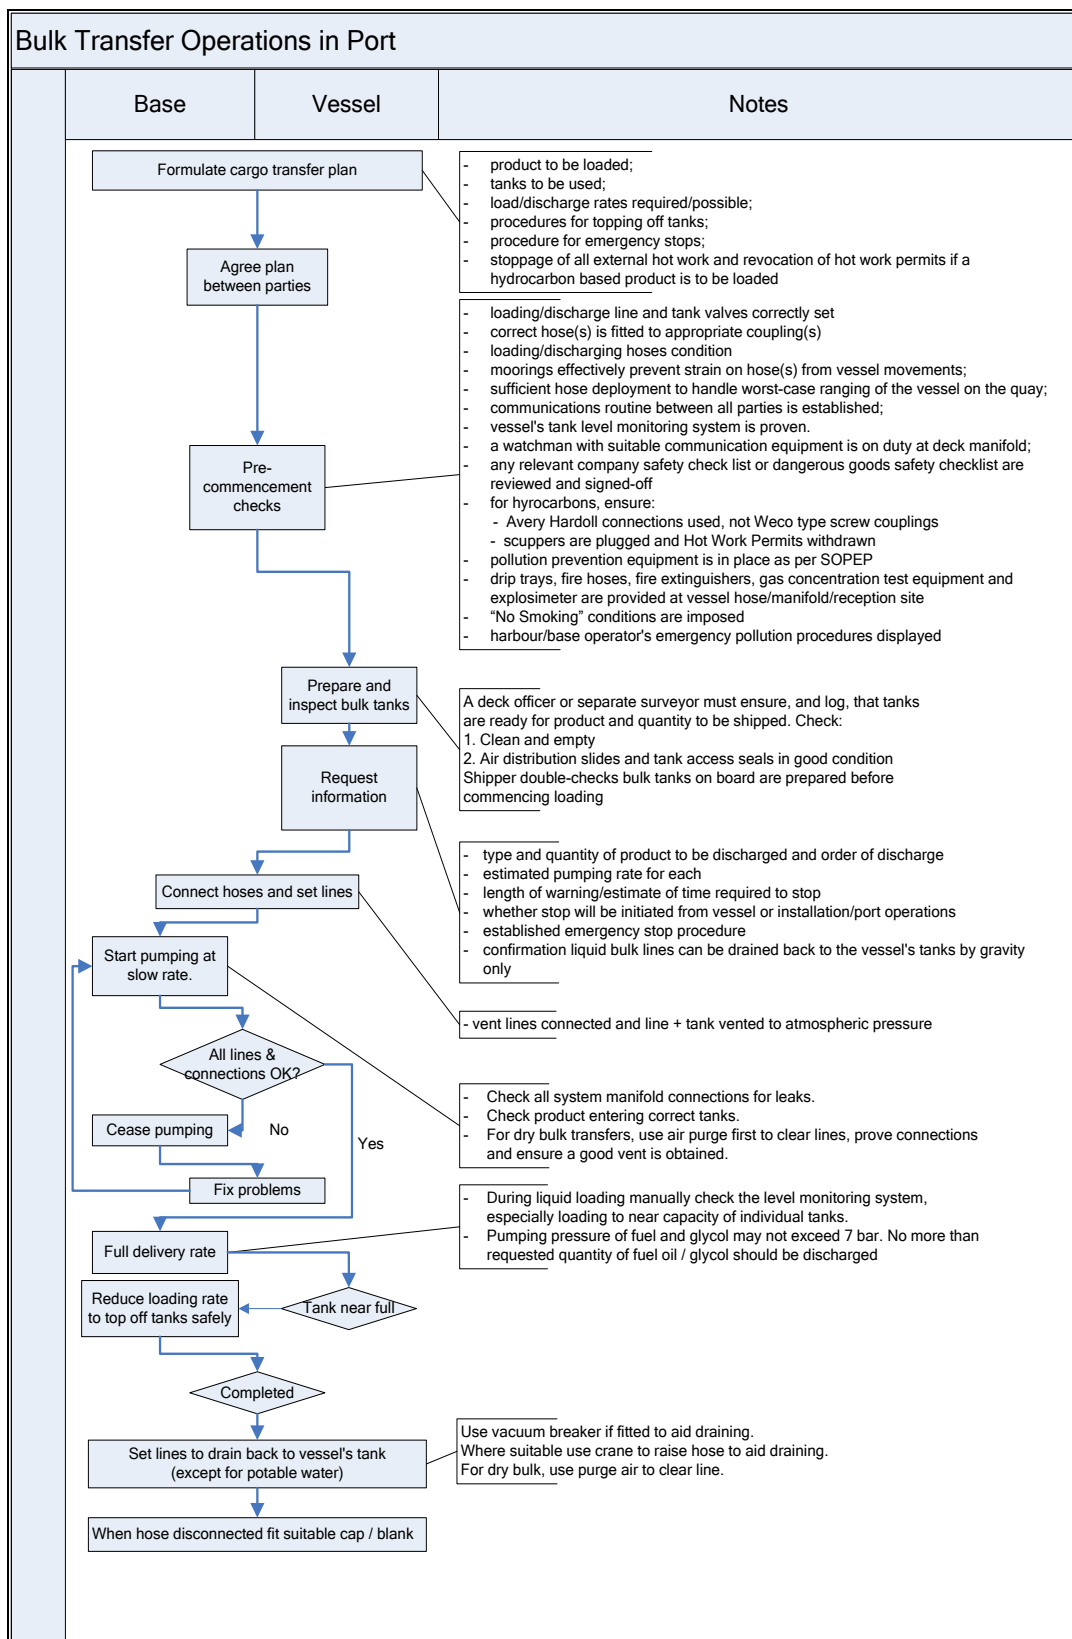 Bulk Transfer Operations in Port
Base
Vessel
Notes
Formulate cargo transfer plan
- product to be loaded;
- tanks to be used;
- load/discharge rates required/possible;
- procedures for topping off tanks;
- procedure for emergency stops;
- stoppage of all external hot work and revocation of hot work permits if a
hydrocarbon based product is to be loaded
Agree plan
between parties
- loading/discharge line and tank valves correctly set
- correct hose(s) is fitted to appropriate coupling(s)
- loading/discharging hoses condition
- moorings effectively prevent strain on hose(s) from vessel movements;
- sufficient hose deployment to handle worst-case ranging of the vessel on the quay;
- communications routine between all parties is established;
- vessel's tank level monitoring system is proven.
- a watchman with suitable communication equipment is on duty at deck manifold;
- any relevant company safety check list or dangerous goods safety checklist are
reviewed and signed-off
- for hyrocarbons, ensure:
- Avery Hardoll connections used, not Weco type screw couplings
- scuppers are plugged and Hot Work Permits withdrawn
- pollution prevention equipment is in place as per SOPEP
- drip trays, fire hoses, fire extinguishers, gas concentration test equipment and
explosimeter are provided at vessel hose/manifold/reception site
- “No Smoking” conditions are imposed
- harbour/base operator's emergency pollution procedures displayed
Pre-
commencement
checks
Prepare and
inspect bulk tanks
A deck officer or separate surveyor must ensure, and log, that tanks
are ready for product and quantity to be shipped. Check:
1. Clean and empty
2. Air distribution slides and tank access seals in good condition
Shipper double-checks bulk tanks on board are prepared before
commencing loading
Request
information
- type and quantity of product to be discharged and order of discharge
- estimated pumping rate for each
- length of warning/estimate of time required to stop
- whether stop will be initiated from vessel or installation/port operations
- established emergency stop procedure
- confirmation liquid bulk lines can be drained back to the vessel's tanks by gravity
only
Connect hoses and set lines
- vent lines connected and line + tank vented to atmospheric pressure
Start pumping at
slow rate.
- Check all system manifold connections for leaks.
- Check product entering correct tanks.
- For dry bulk transfers, use air purge first to clear lines, prove connections
and ensure a good vent is obtained.
All lines &
connections OK?
Cease pumping
No
Yes
Fix problems
- During liquid loading manually check the level monitoring system,
especially loading to near capacity of individual tanks.
- Pumping pressure of fuel and glycol may not exceed 7 bar. No more than
requested quantity of fuel oil / glycol should be discharged
Full delivery rate
Tank near full
Reduce loading rate
to top off tanks safely
Completed
Set lines to drain back to vessel's tank
(except for potable water)
Use vacuum breaker if fitted to aid draining.
Where suitable use crane to raise hose to aid draining.
For dry bulk, use purge air to clear line.
When hose disconnected fit suitable cap / blank